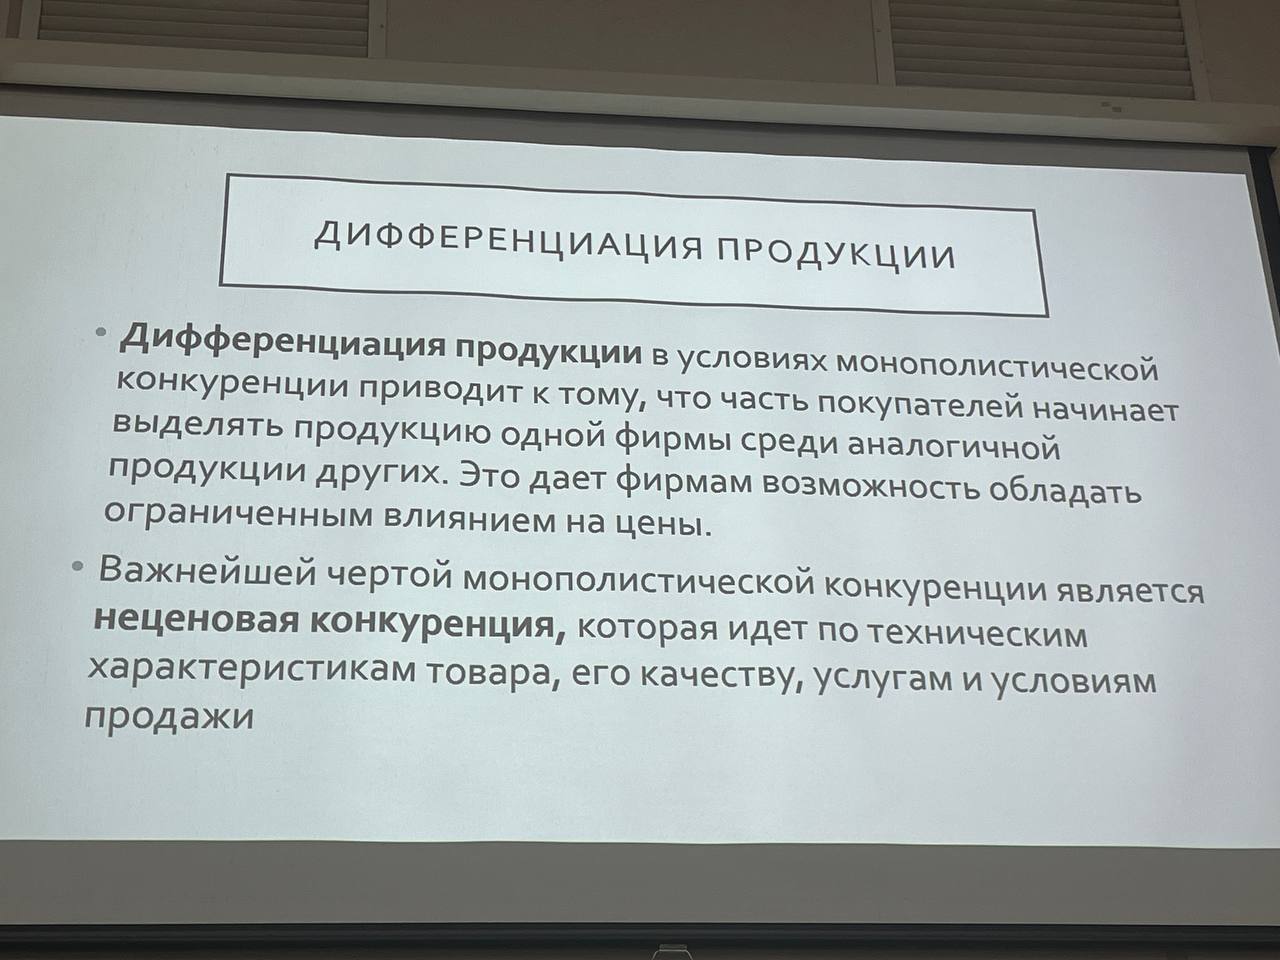 ДИФФЕРЕНЦИАЦИЯ ПРОДУКЦИИ
• Дифференциация продукции в условиях монополистической
конкуренции приводит к тому, что часть покупателей начинает
выделять продукцию одной фирмы среди аналогичной
продукции других. Это дает фирмам возможность обладать
ограниченным влиянием на цены.
• Важнейшей чертой монополистической конкуренции является
неценовая конкуренция, которая идет по техническим
характеристикам товара, его качеству, услугам и условиям
продажи